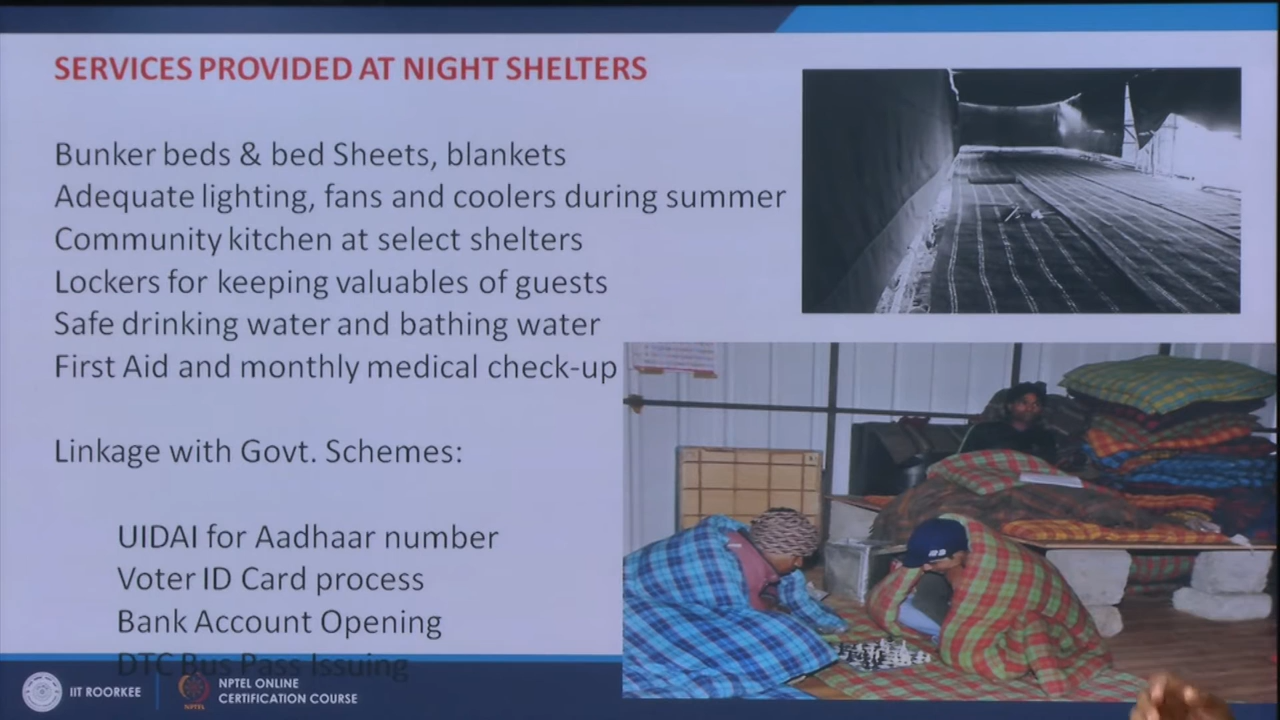 SERVICES PROVIDED AT NIGHT SHELTERS
Bunker beds & bed Sheets, blankets
Adequate lighting, fans and coolers during summer
Community kitchen at select shelters
Lockers for keeping valuables of guests
Safe drinking water and bathing water
First Aid and monthly medical check-up
Linkage with Govt. Schemes:
UIDAI for Aadhaar number
Voter ID Card process
Bank Account Opening
DTC Bus Pass Issuing
IIT ROORKEE
NPTEL
NPTEL ONLINE
CERTIFICATION COURSE